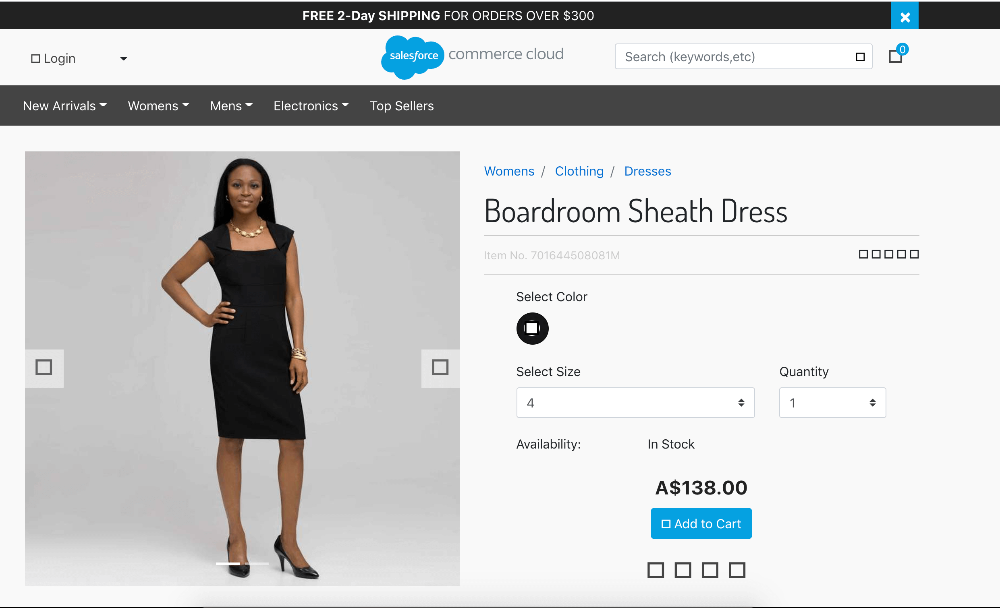 FREE 2-Day SHIPPING FOR ORDERS OVER $300
Login
salesforce commerce cloud
Search (keywords,etc)
0
New Arrivals Womens Mens Electronics Top Sellers
Womens / Clothing / Dresses
Boardroom Sheath Dress
Item No. 701644508081M
Select Color
Select Size Quantity
4 1
Availability: In Stock
A$138.00
Add to Cart